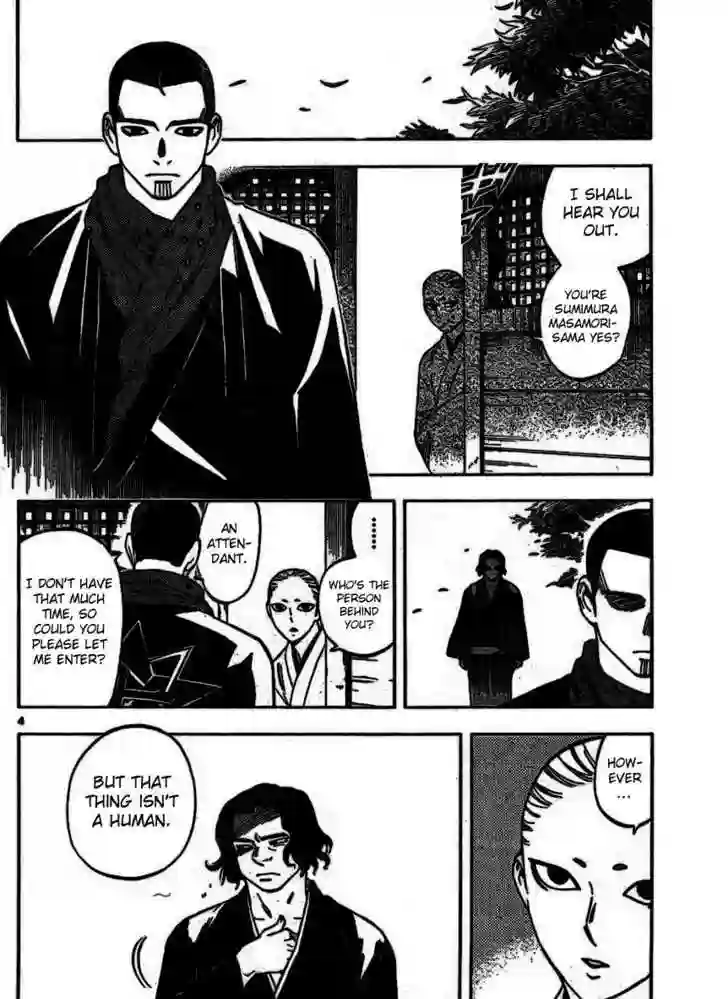 I SHALL
HEAR YOU
OUT.
YOU'RE
SUMIMURA
MASAMORI-
SAMA YES?
........
WHO'S THE
PERSON
BEHIND
YOU?
AN
ATTEN-
DANT.
I DON'T HAVE
THAT MUCH
TIME, SO
COULD YOU
PLEASE LET
ME ENTER?
4
HOW-
EVER
...
BUT THAT
THING ISN'T
A HUMAN.